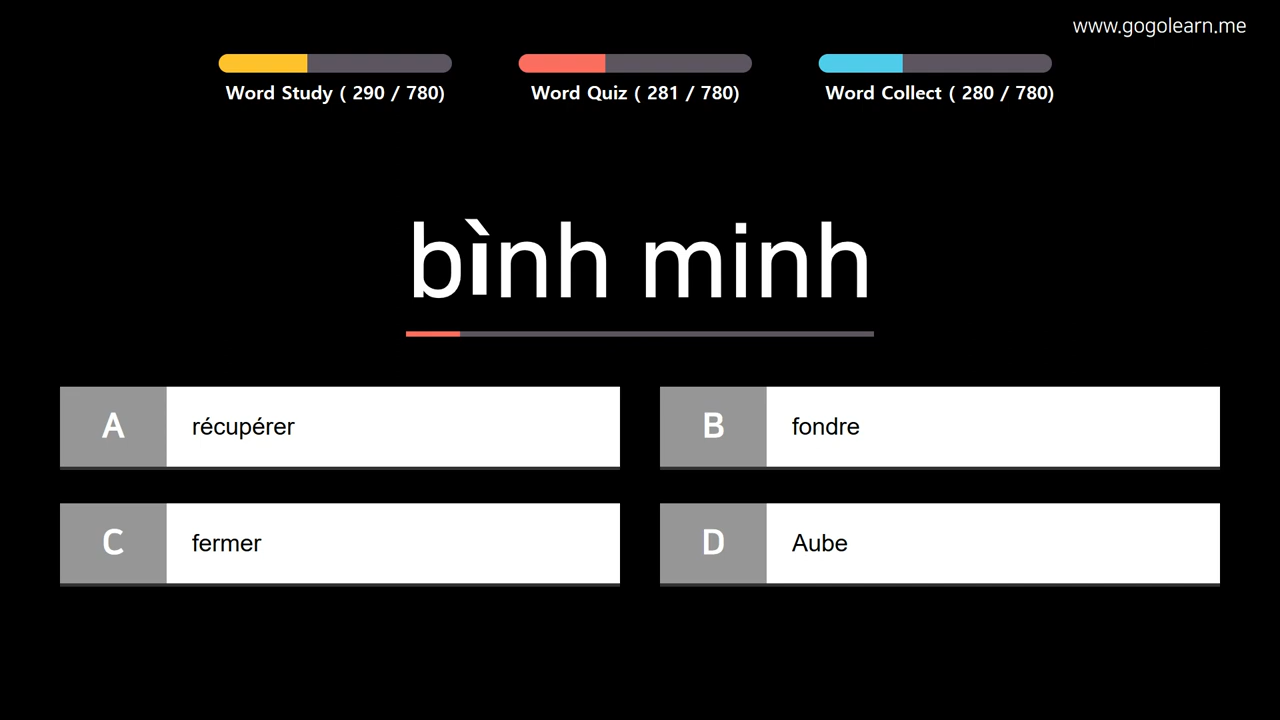 www.gogolearn.me
Word Study ( 290 / 780)
Word Quiz ( 281 / 780)
Word Collect ( 280 / 780)
bình minh
A récupérer
B fondre
C fermer
D Aube